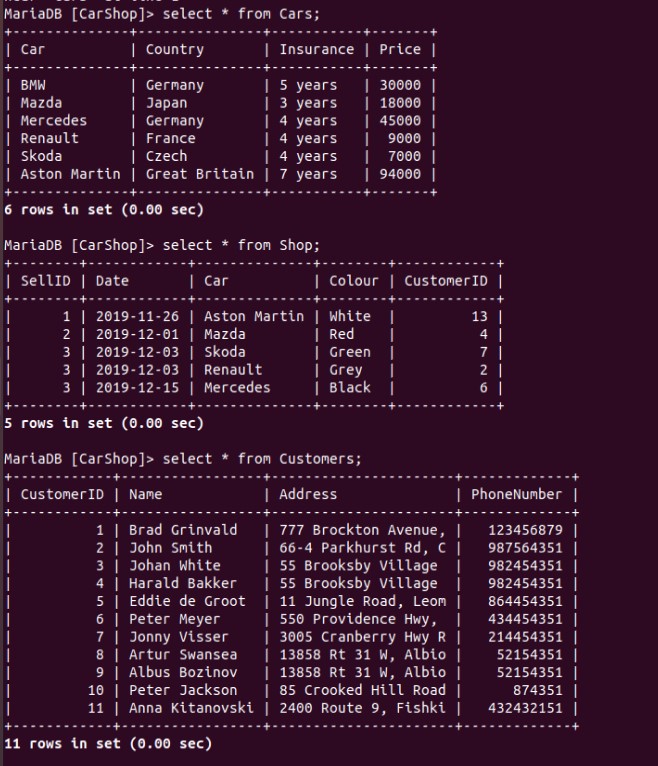 MariaDB [CarShop]> select * from Cars;
+--------------+---------------+-----------+-------+
| Car          | Country       | Insurance | Price |
+--------------+---------------+-----------+-------+
| BMW          | Germany       | 5 years   | 30000 |
| Mazda        | Japan         | 3 years   | 18000 |
| Mercedes     | Germany       | 4 years   | 45000 |
| Renault      | France        | 4 years   |  9000 |
| Skoda        | Czech         | 4 years   |  7000 |
| Aston Martin | Great Britain | 7 years   | 94000 |
+--------------+---------------+-----------+-------+
6 rows in set (0.00 sec)
MariaDB [CarShop]> select * from Shop;
+--------+------------+--------------+--------+------------+
| SellID | Date       | Car          | Colour | CustomerID |
+--------+------------+--------------+--------+------------+
|      1 | 2019-11-26 | Aston Martin | White  |         13 |
|      2 | 2019-12-01 | Mazda        | Red    |          4 |
|      3 | 2019-12-03 | Skoda        | Green  |          7 |
|      3 | 2019-12-03 | Renault      | Grey   |          2 |
|      3 | 2019-12-15 | Mercedes     | Black  |          6 |
+--------+------------+--------------+--------+------------+
5 rows in set (0.00 sec)
MariaDB [CarShop]> select * from Customers;
+------------+----------------+----------------------+-------------+
| CustomerID | Name           | Address              | PhoneNumber |
+------------+----------------+----------------------+-------------+
|          1 | Brad Grinvald  | 777 Brockton Avenue, |   123456879 |
|          2 | John Smith     | 66-4 Parkhurst Rd, C |   987564351 |
|          3 | Johan White    | 55 Brooksby Village  |   982454351 |
|          4 | Harald Bakker  | 55 Brooksby Village  |   982454351 |
|          5 | Eddie de Groot | 11 Jungle Road, Leom |   864454351 |
|          6 | Peter Meyer    | 550 Providence Hwy,  |   434454351 |
|          7 | Jonny Visser   | 3005 Cranberry Hwy R |   214454351 |
|          8 | Artur Swansea  | 13858 Rt 31 W, Albio |    52154351 |
|          9 | Albus Bozinov  | 13858 Rt 31 W, Albio |    52154351 |
|         10 | Peter Jackson  | 85 Crooked Hill Road |      874351 |
|         11 | Anna Kitanovski | 2400 Route 9, Fishki |   432432151 |
+------------+----------------+----------------------+-------------+
11 rows in set (0.00 sec)